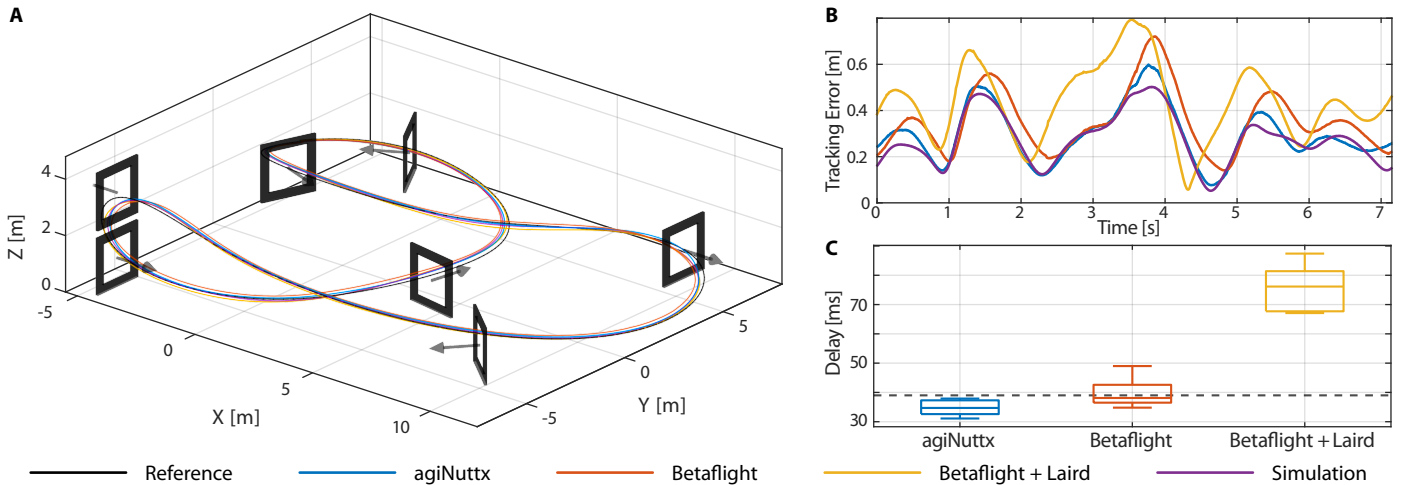 A
Z [m]
4
2
0
-5
0
5
10
X [m]
-5
0
5
Y [m]
B
Tracking Error [m]
0.6
0.4
0.2
0
0 1 2 3 4 5 6 7
Time [s]
C
Delay [ms]
70
50
30
agiNuttx Betaflight Betaflight + Laird
Reference agiNuttx Betaflight Betaflight + Laird Simulation